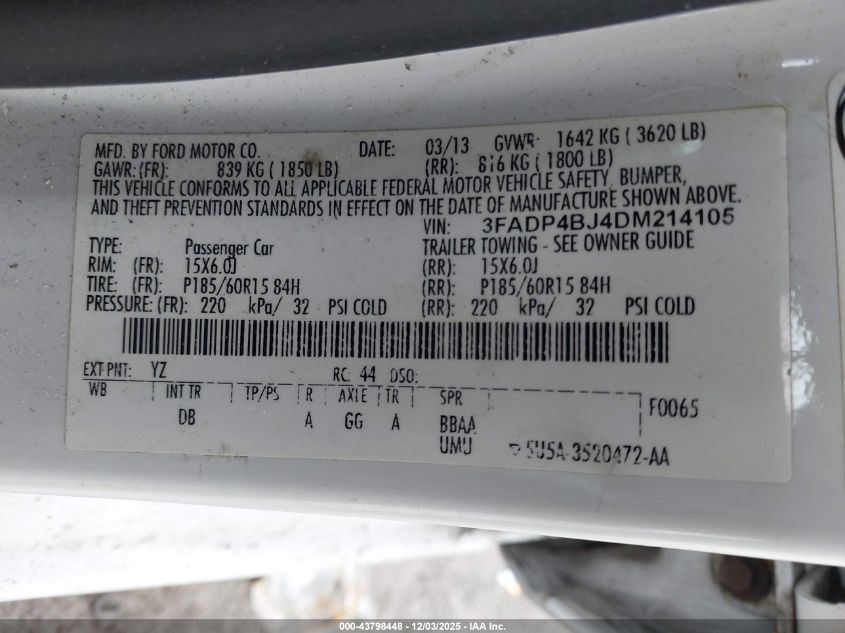 MFD. BY FORD MOTOR CO. DATE: 03/13 GVWR: 1642 KG ( 3620 LB)
GAWR:(FR): 839 KG ( 1850 LB) (RR): 816 KG ( 1800 LB)
THIS VEHICLE CONFORMS TO ALL APPLICABLE FEDERAL MOTOR VEHICLE SAFETY, BUMPER,
AND THEFT PREVENTION STANDARDS IN EFFECT ON THE DATE OF MANUFACTURE SHOWN ABOVE.
VIN: 3FADP4BJ4DM214105
TYPE: Passenger Car TRAILER TOWING - SEE OWNER GUIDE
RIM: (FR): 15X6.0J (RR): 15X6.0J
TIRE: (FR): P185/60R15 84H (RR): P185/60R15 84H
PRESSURE: (FR): 220 kPa/ 32 PSI COLD (RR): 220 kPa/ 32 PSI COLD
EXT PNT: YZ RC: 44 DSO:
WB INT TR TP/PS R AXLE TR SPR F0065
DB A GG A BBAA
UMU 5U5A-3520472-AA
000-43798448 - 12/03/2025 - IAA Inc.